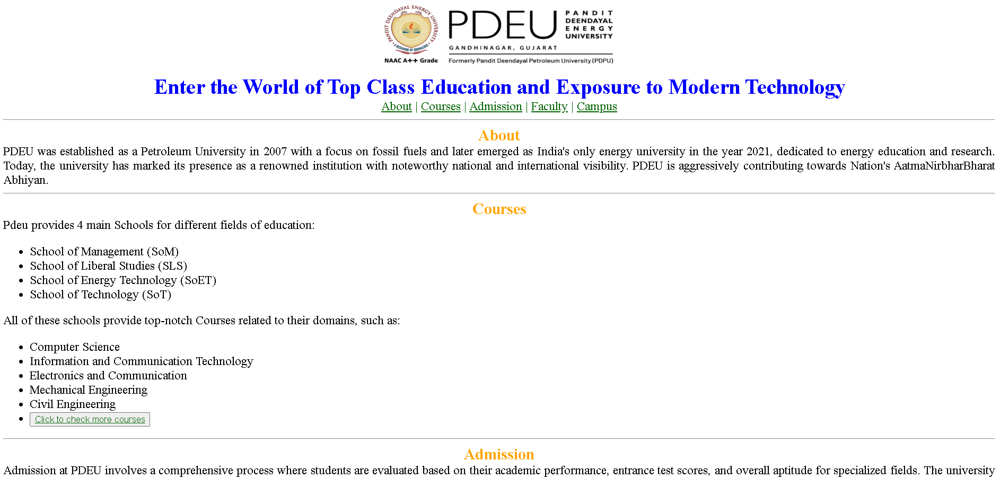 PANDIT DEENDAYAL ENERGY UNIVERSITY
A RESERVOIR OF KNOWLEDGE
NAAC A++ Grade
PDEU
PANDIT
DEENDAYAL
ENERGY
UNIVERSITY
GANDHINAGAR, GUJARAT
Formerly Pandit Deendayal Petroleum University (PDPU)
Enter the World of Top Class Education and Exposure to Modern Technology
About | Courses | Admission | Faculty | Campus
About
PDEU was established as a Petroleum University in 2007 with a focus on fossil fuels and later emerged as India's only energy university in the year 2021, dedicated to energy education and research.
Today, the university has marked its presence as a renowned institution with noteworthy national and international visibility. PDEU is aggressively contributing towards Nation's AatmaNirbharBharat
Abhiyan.
Courses
Pdeu provides 4 main Schools for different fields of education:
• School of Management (SoM)
• School of Liberal Studies (SLS)
• School of Energy Technology (SoET)
• School of Technology (SoT)
All of these schools provide top-notch Courses related to their domains, such as:
• Computer Science
• Information and Communication Technology
• Electronics and Communication
• Mechanical Engineering
• Civil Engineering
• Click to check more courses
Admission
Admission at PDEU involves a comprehensive process where students are evaluated based on their academic performance, entrance test scores, and overall aptitude for specialized fields. The university